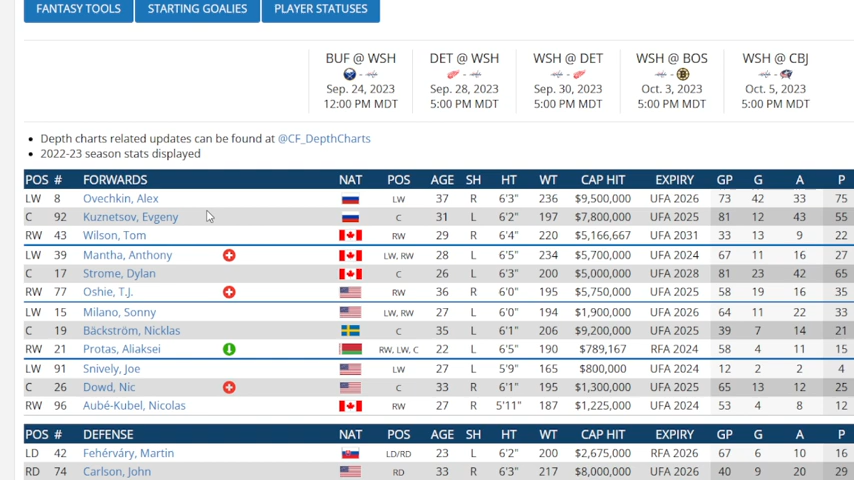 FANTASY TOOLS STARTING GOALIES PLAYER STATUSES
BUF @ WSH DET @ WSH WSH @ DET WSH @ BOS WSH @ CBJ
Sep. 24, 2023 Sep. 28, 2023 Sep. 30, 2023 Oct. 3, 2023 Oct. 5, 2023
12:00 PM MDT 5:00 PM MDT 5:00 PM MDT 5:00 PM MDT 5:00 PM MDT
• Depth charts related updates can be found at @CF_DepthCharts
• 2022-23 season stats displayed
POS # FORWARDS NAT POS AGE SH HT WT CAP HIT EXPIRY GP G A P
LW 8 Ovechkin, Alex LW 37 R 6'3" 236 $9,500,000 UFA 2026 73 42 33 75
C 92 Kuznetsov, Evgeny C 31 L 6'2" 197 $7,800,000 UFA 2025 81 12 43 55
RW 43 Wilson, Tom RW 29 R 6'4" 220 $5,166,667 UFA 2031 33 13 9 22
LW 39 Mantha, Anthony LW, RW 28 L 6'5" 234 $5,700,000 UFA 2024 67 11 16 27
C 17 Strome, Dylan C 26 L 6'3" 200 $5,000,000 UFA 2028 81 23 42 65
RW 77 Oshie, T.J. RW 36 R 6'0" 195 $5,750,000 UFA 2025 58 19 16 35
LW 15 Milano, Sonny LW, RW 27 L 6'0" 194 $1,900,000 UFA 2026 64 11 22 33
C 19 Bäckström, Nicklas C 35 L 6'1" 206 $9,200,000 UFA 2025 39 7 14 21
RW 21 Protas, Aliaksei RW, LW, C 22 L 6'5" 190 $789,167 RFA 2024 58 4 11 15
LW 91 Snively, Joe LW 27 L 5'9" 165 $800,000 UFA 2024 12 2 2 4
C 26 Dowd, Nic C 33 R 6'1" 195 $1,300,000 UFA 2025 65 13 12 25
RW 96 Aubé-Kubel, Nicolas RW 27 R 5'11" 187 $1,225,000 UFA 2024 53 4 8 12
POS # DEFENSE NAT POS AGE SH HT WT CAP HIT EXPIRY GP G A P
LD 42 Fehérváry, Martin LD/RD 23 L 6'2" 200 $2,675,000 RFA 2026 67 6 10 16
RD 74 Carlson, John RD 33 R 6'3" 217 $8,000,000 UFA 2026 40 9 20 29